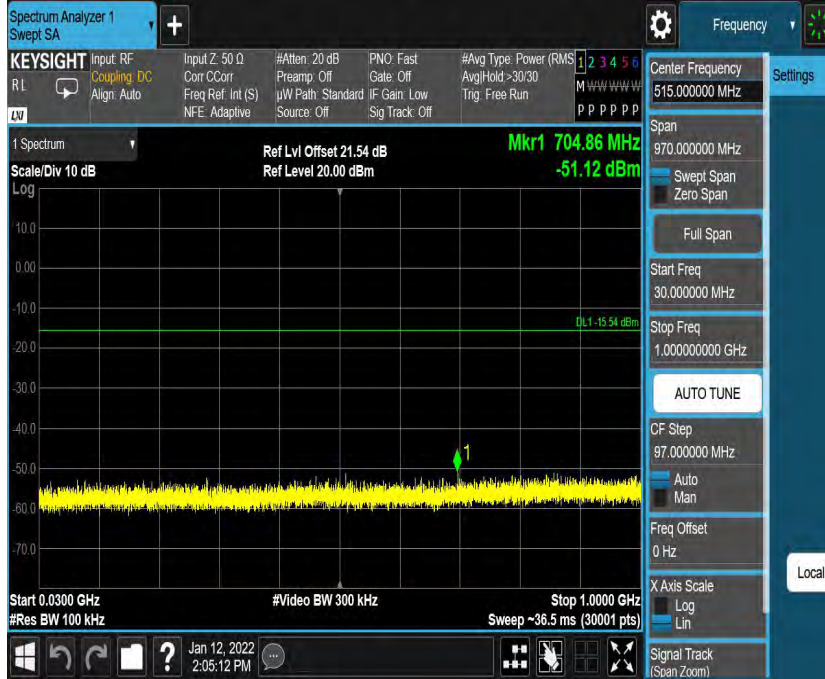 Spectrum Analyzer 1
Swept SA
+
Frequency
KEYSIGHT
RL
LXI
Input: RF
Coupling: DC
Align: Auto
Input Z: 50 Ω
Corr CCorr
Freq Ref: Int (S)
NFE: Adaptive
#Atten: 20 dB
Preamp: Off
µW Path: Standard
Source: Off
PNO: Fast
Gate: Off
IF Gain: Low
Sig Track: Off
#Avg Type: Power (RMS
Avg|Hold:>30/30
Trig: Free Run
1 2 3 4 5 6
M W W W W W
P P P P P P
1 Spectrum
Scale/Div 10 dB
Ref Lvl Offset 21.54 dB
Ref Level 20.00 dBm
Mkr1 704.86 MHz
-51.12 dBm
Log
10.0
0.00
-10.0
DL1 -15.54 dBm
-20.0
-30.0
-40.0
1
-50.0
-60.0
-70.0
Start 0.0300 GHz
#Res BW 100 kHz
#Video BW 300 kHz
Stop 1.0000 GHz
Sweep ~36.5 ms (30001 pts)
?
Jan 12, 2022
2:05:12 PM
Center Frequency
515.000000 MHz
Span
970.000000 MHz
Swept Span
Zero Span
Full Span
Start Freq
30.000000 MHz
Stop Freq
1.000000000 GHz
AUTO TUNE
CF Step
97.000000 MHz
Auto
Man
Freq Offset
0 Hz
X Axis Scale
Log
Lin
Signal Track
(Span Zoom)
Settings
Local